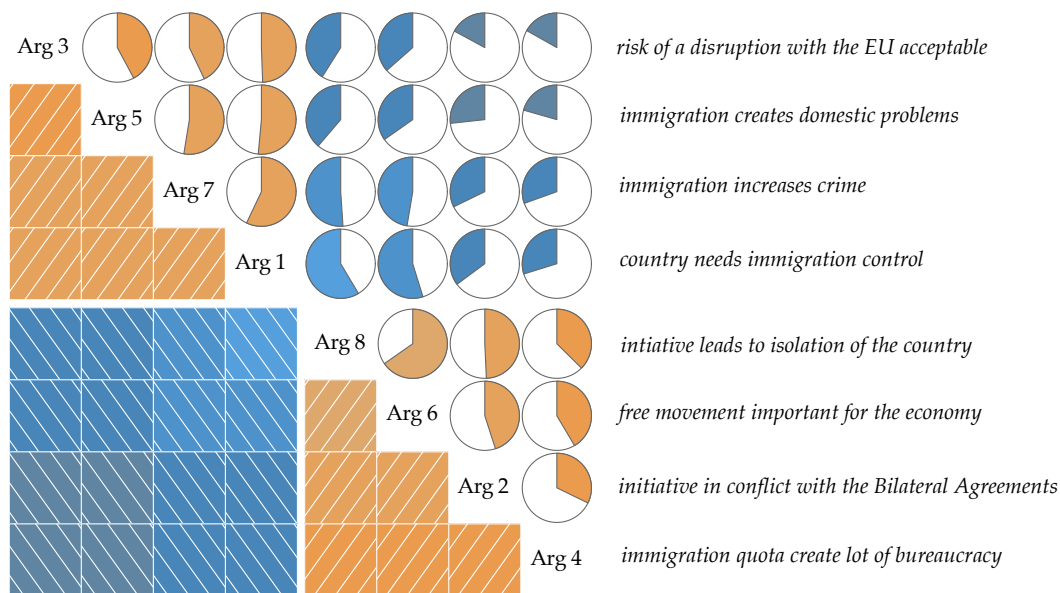 Arg 3 risk of a disruption with the EU acceptable
Arg 5 immigration creates domestic problems
Arg 7 immigration increases crime
Arg 1 country needs immigration control
Arg 8 intiative leads to isolation of the country
Arg 6 free movement important for the economy
Arg 2 initiative in conflict with the Bilateral Agreements
Arg 4 immigration quota create lot of bureaucracy